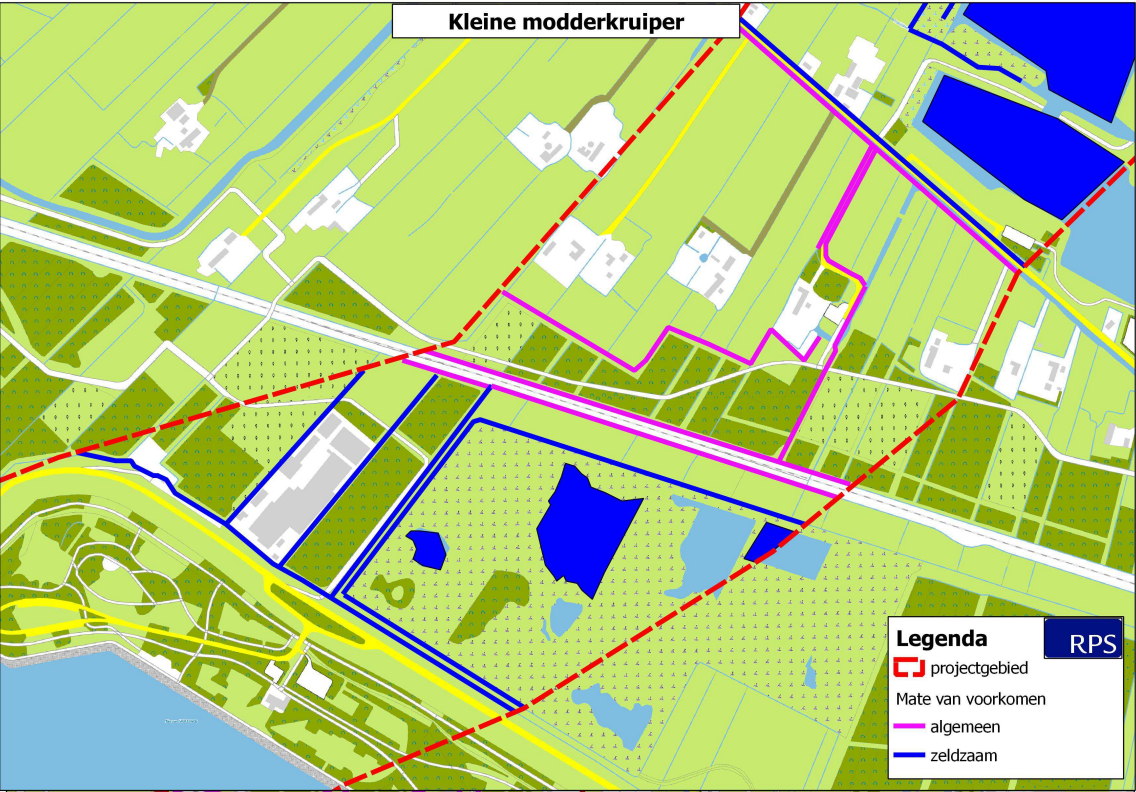 Kleine modderkruiper
Legenda
RPS
projectgebied
Mate van voorkomen
algemeen
zeldzaam